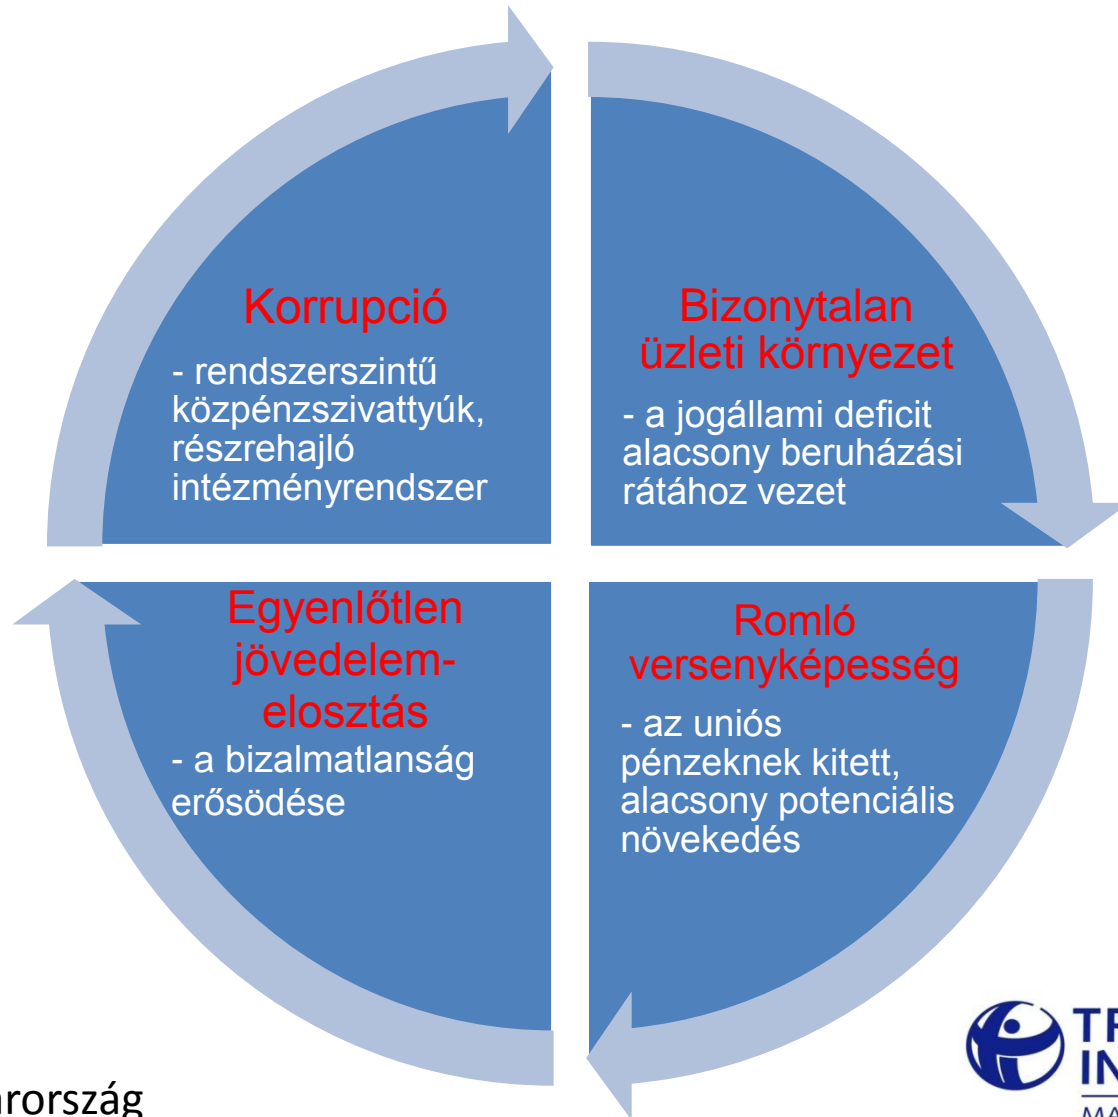 Korrupció
- rendszerszintű
közpénzszivattyúk,
részrehajló
intézményrendszer
Bizonytalan
üzleti környezet
- a jogállami deficit
alacsony beruházási
rátához vezet
Egyenlőtlen
jövedelem-
elosztás
- a bizalmatlanság
erősödése
Romló
versenyképesség
- az uniós
pénzeknek kitett,
alacsony potenciális
növekedés